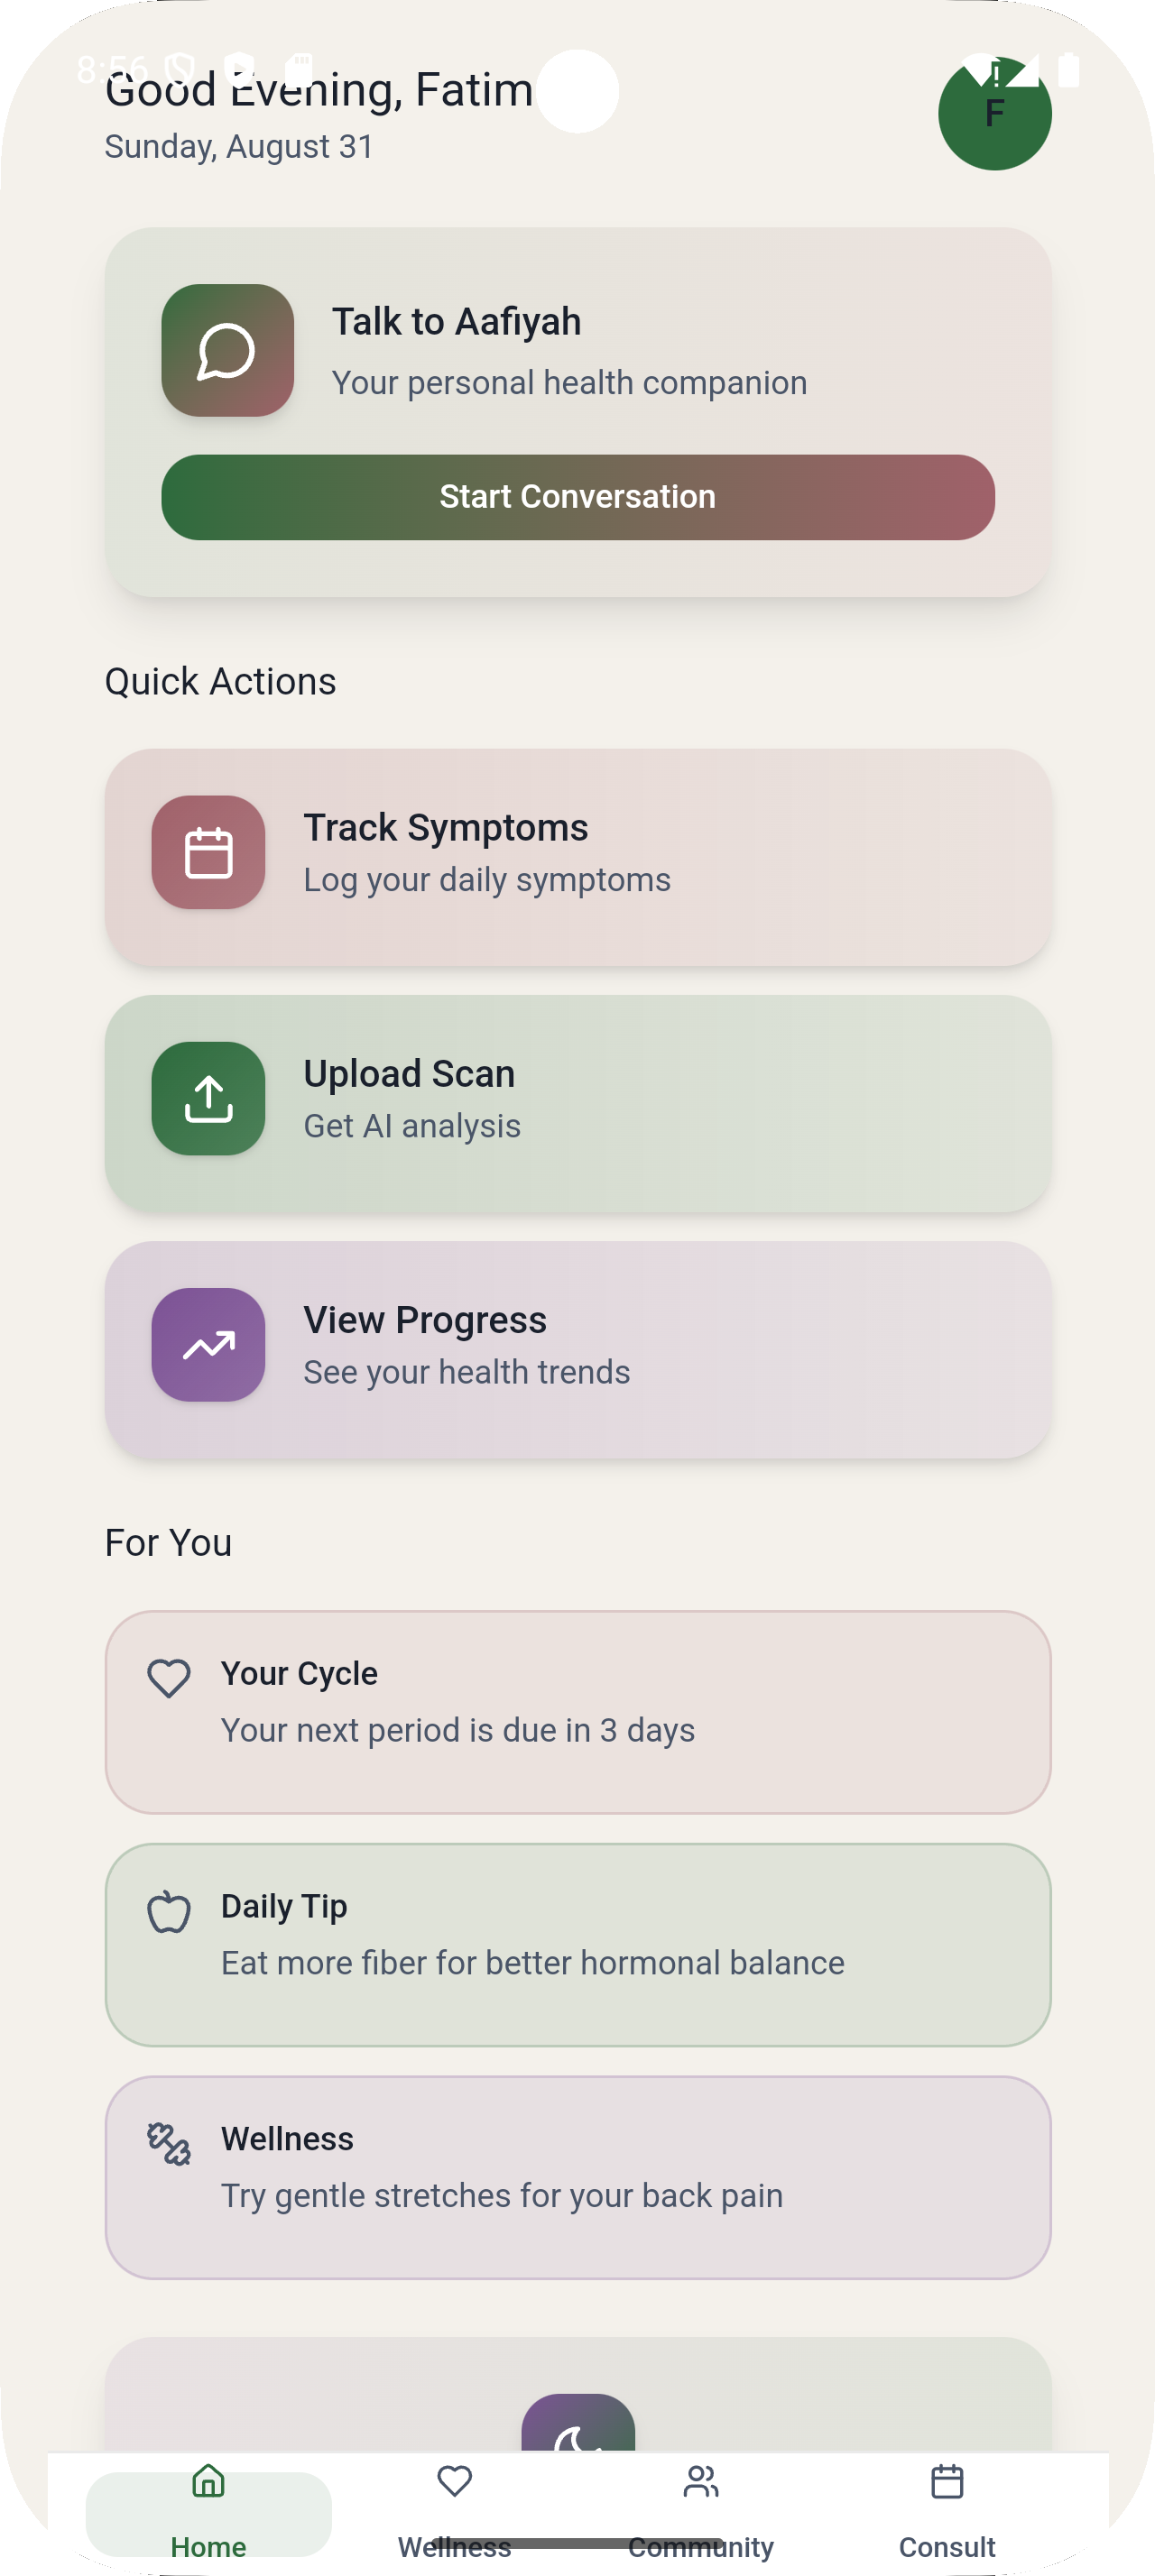 8:56
Good Evening, Fatim
F
Sunday, August 31
Talk to Aafiyah
Your personal health companion
Start Conversation
Quick Actions
Track Symptoms
Log your daily symptoms
Upload Scan
Get AI analysis
View Progress
See your health trends
For You
Your Cycle
Your next period is due in 3 days
Daily Tip
Eat more fiber for better hormonal balance
Wellness
Try gentle stretches for your back pain
Home Wellness Community Consult